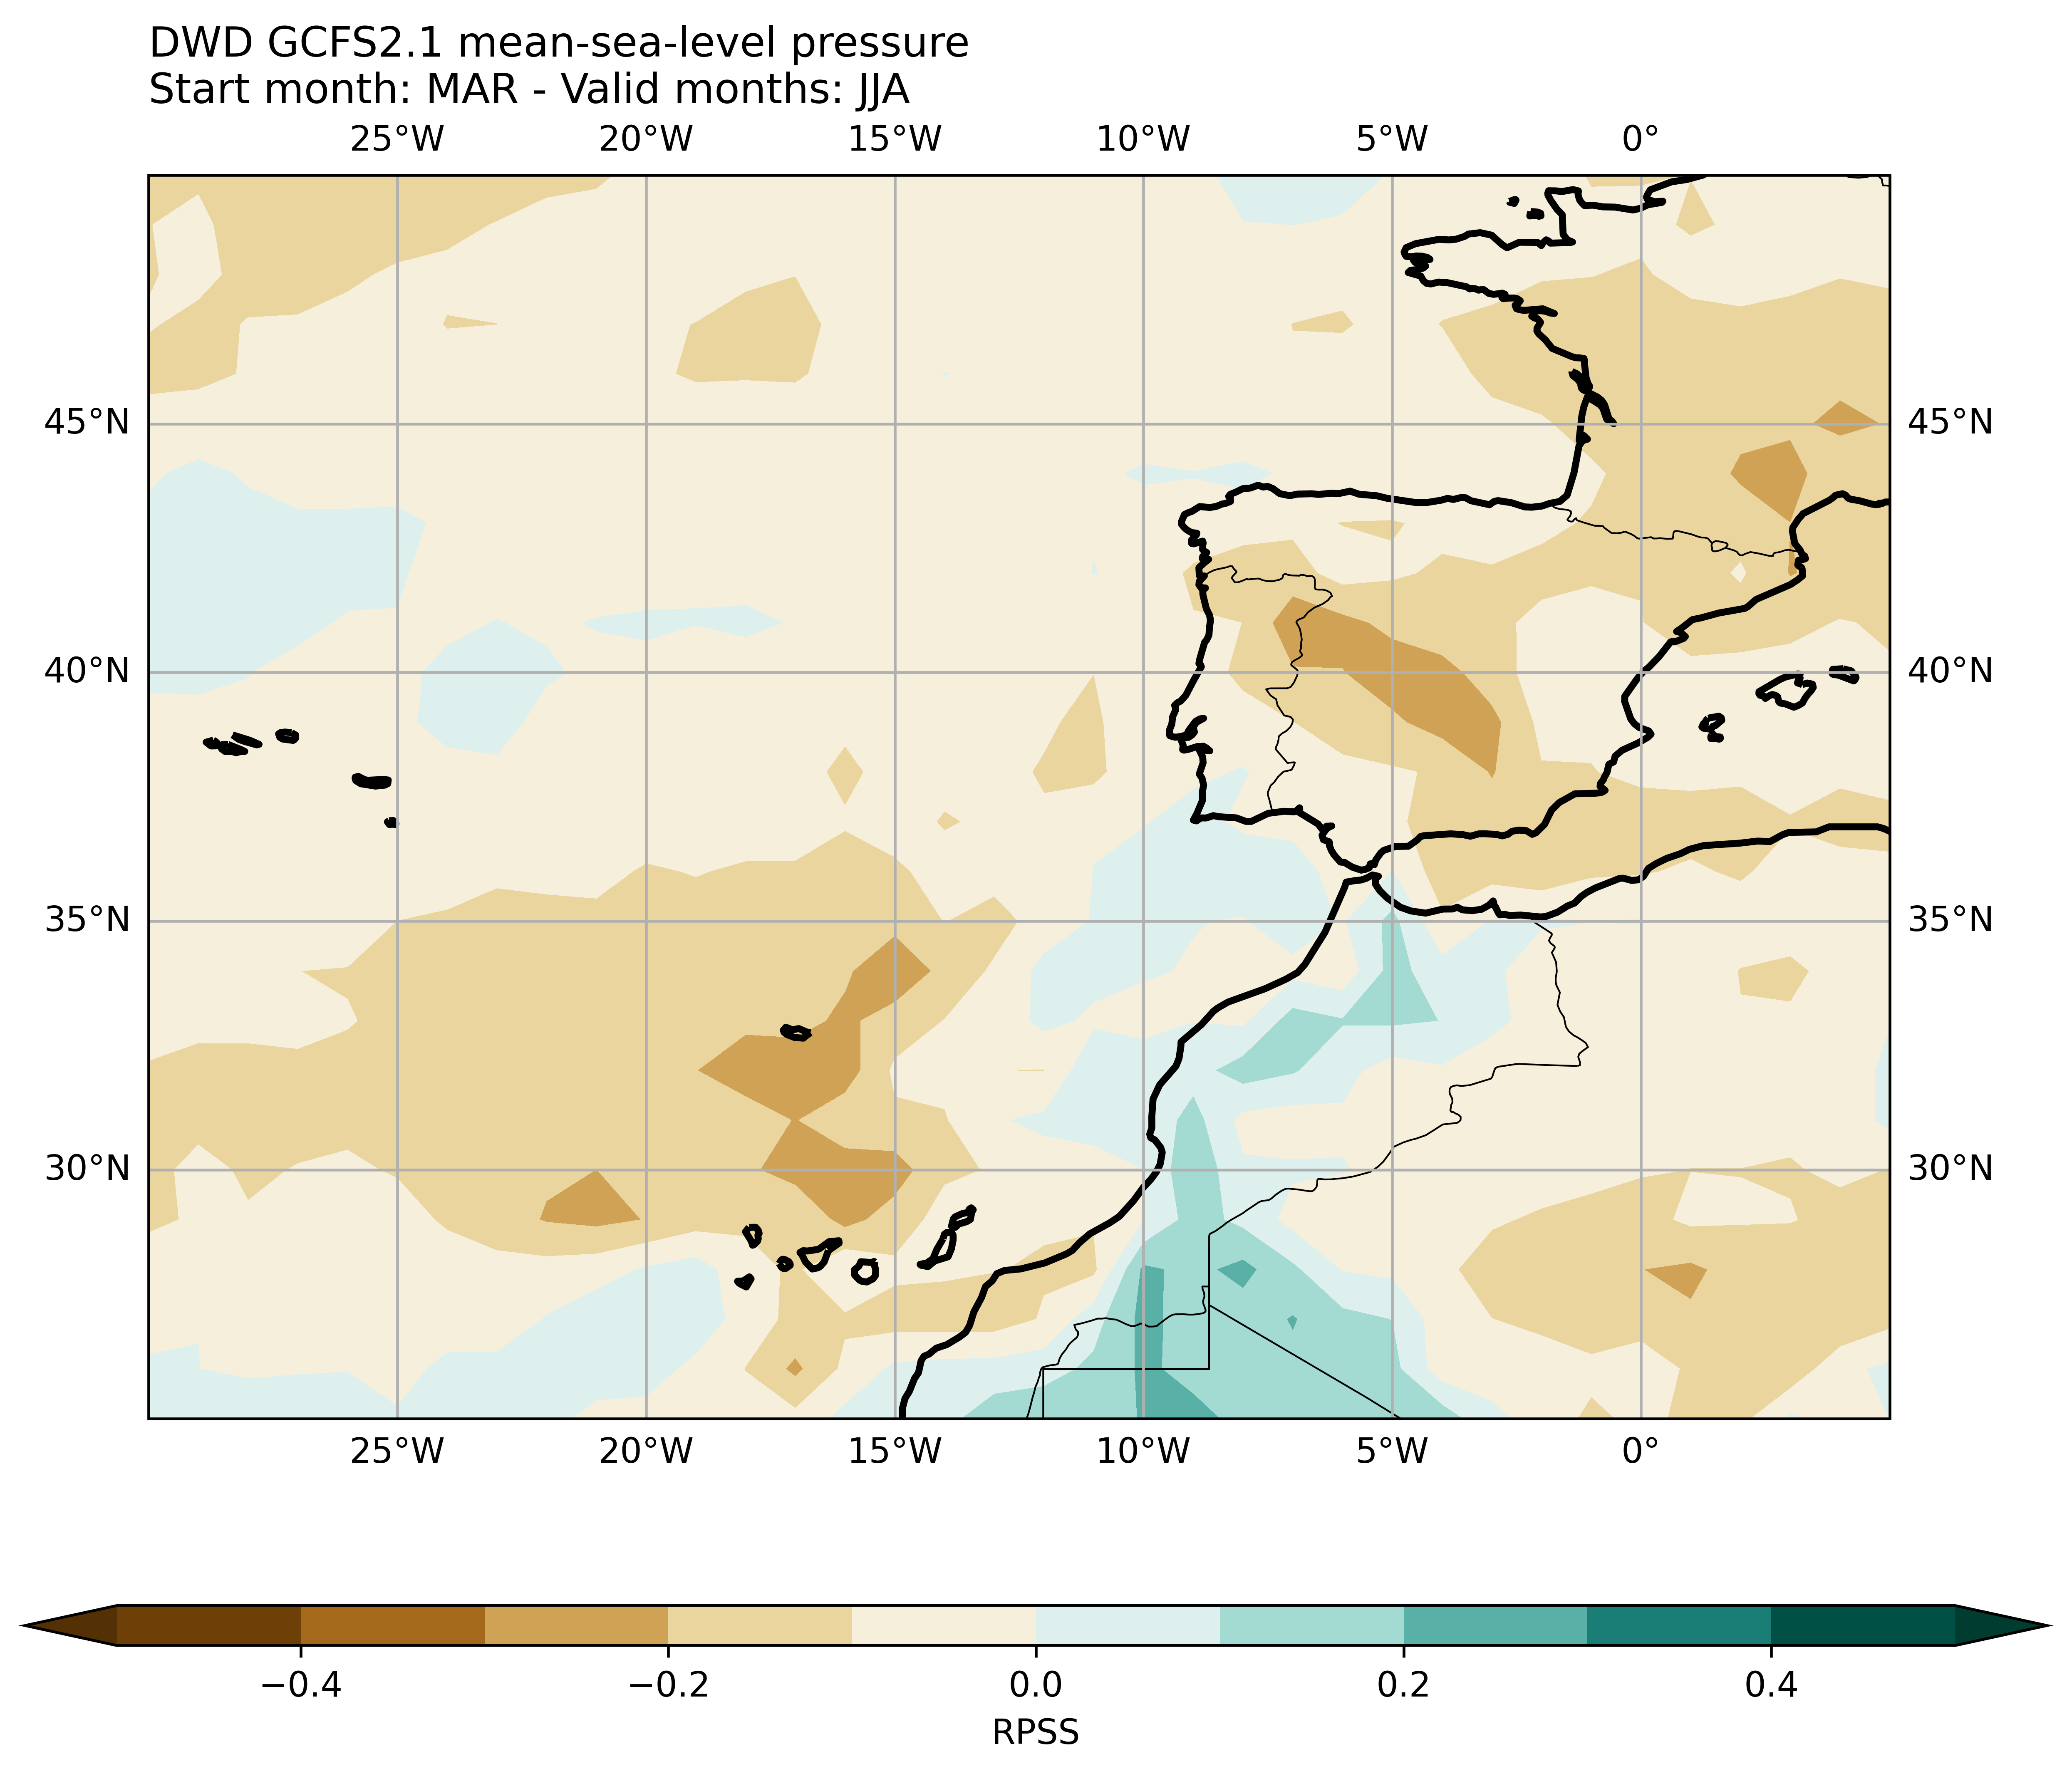 DWD GCFS2.1 mean-sea-level pressure
Start month: MAR - Valid months: JJA
25°W 20°W 15°W 10°W 5°W 0°
45°N 45°N
40°N 40°N
35°N 35°N
30°N 30°N
25°W 20°W 15°W 10°W 5°W 0°
−0.4 −0.2 0.0 0.2 0.4
RPSS